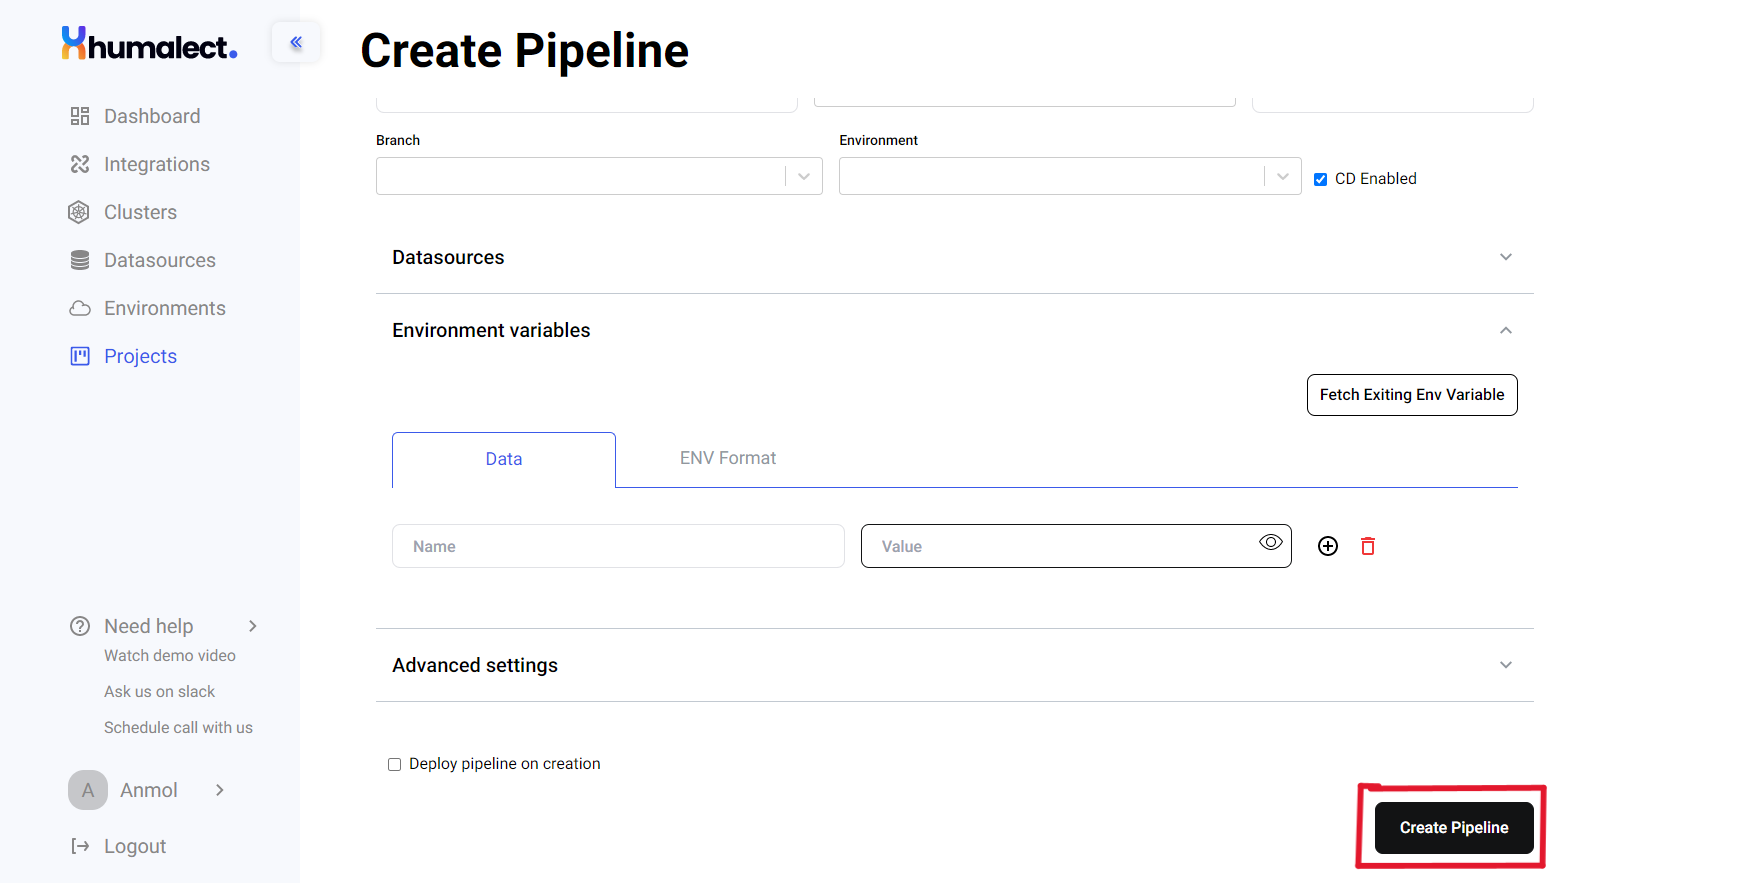 humalect.
Create Pipeline
Dashboard
Integrations
Clusters
Datasources
Environments
Projects
Need help
Watch demo video
Ask us on slack
Schedule call with us
A
Anmol
Logout
Branch
Environment
CD Enabled
Datasources
Environment variables
Fetch Exiting Env Variable
Data
ENV Format
Name
Value
Advanced settings
Deploy pipeline on creation
Create Pipeline